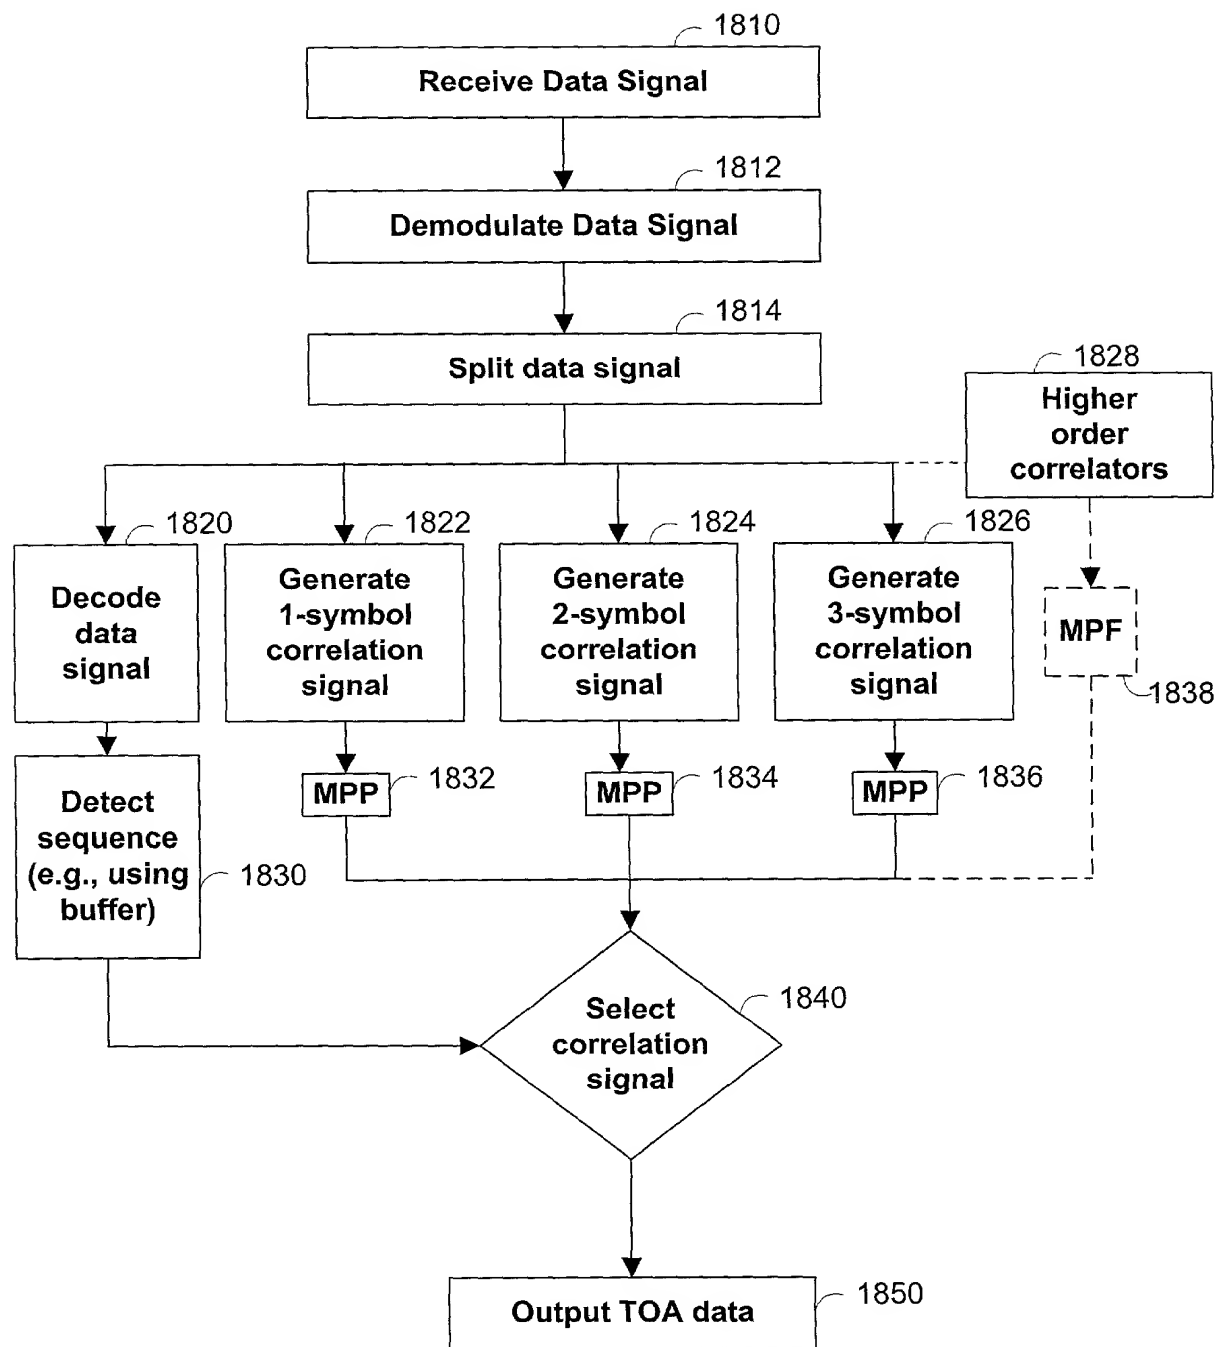 1810
Receive Data Signal
1812
Demodulate Data Signal
1814
Split data signal
1828
Higher
order
correlators
1820
Decode
data
signal
1822
Generate
1-symbol
correlation
signal
1824
Generate
2-symbol
correlation
signal
1826
Generate
3-symbol
correlation
signal
MPF
1838
Detect
sequence
(e.g., using
buffer)
1830
MPP
1832
MPP
1834
MPP
1836
Select
correlation
signal
1840
Output TOA data
1850